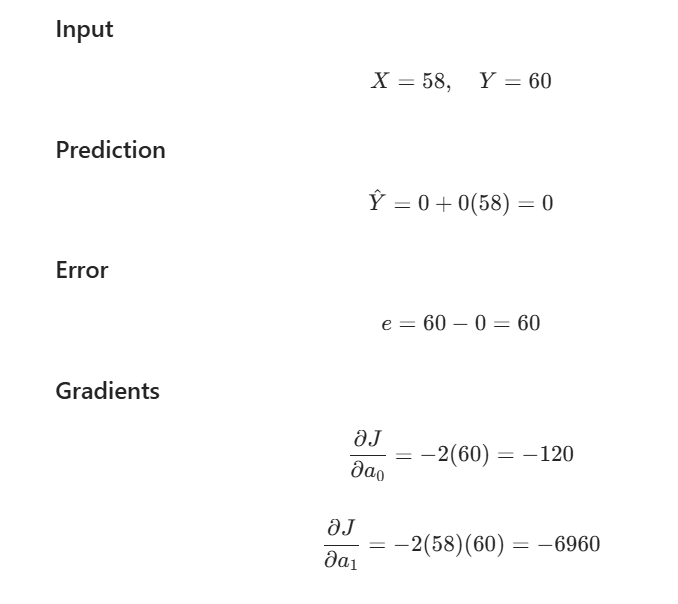 Input
X = 58,   Y = 60
Prediction
Ŷ = 0 + 0(58) = 0
Error
e = 60 − 0 = 60
Gradients
∂J/∂a₀ = −2(60) = −120
∂J/∂a₁ = −2(58)(60) = −6960